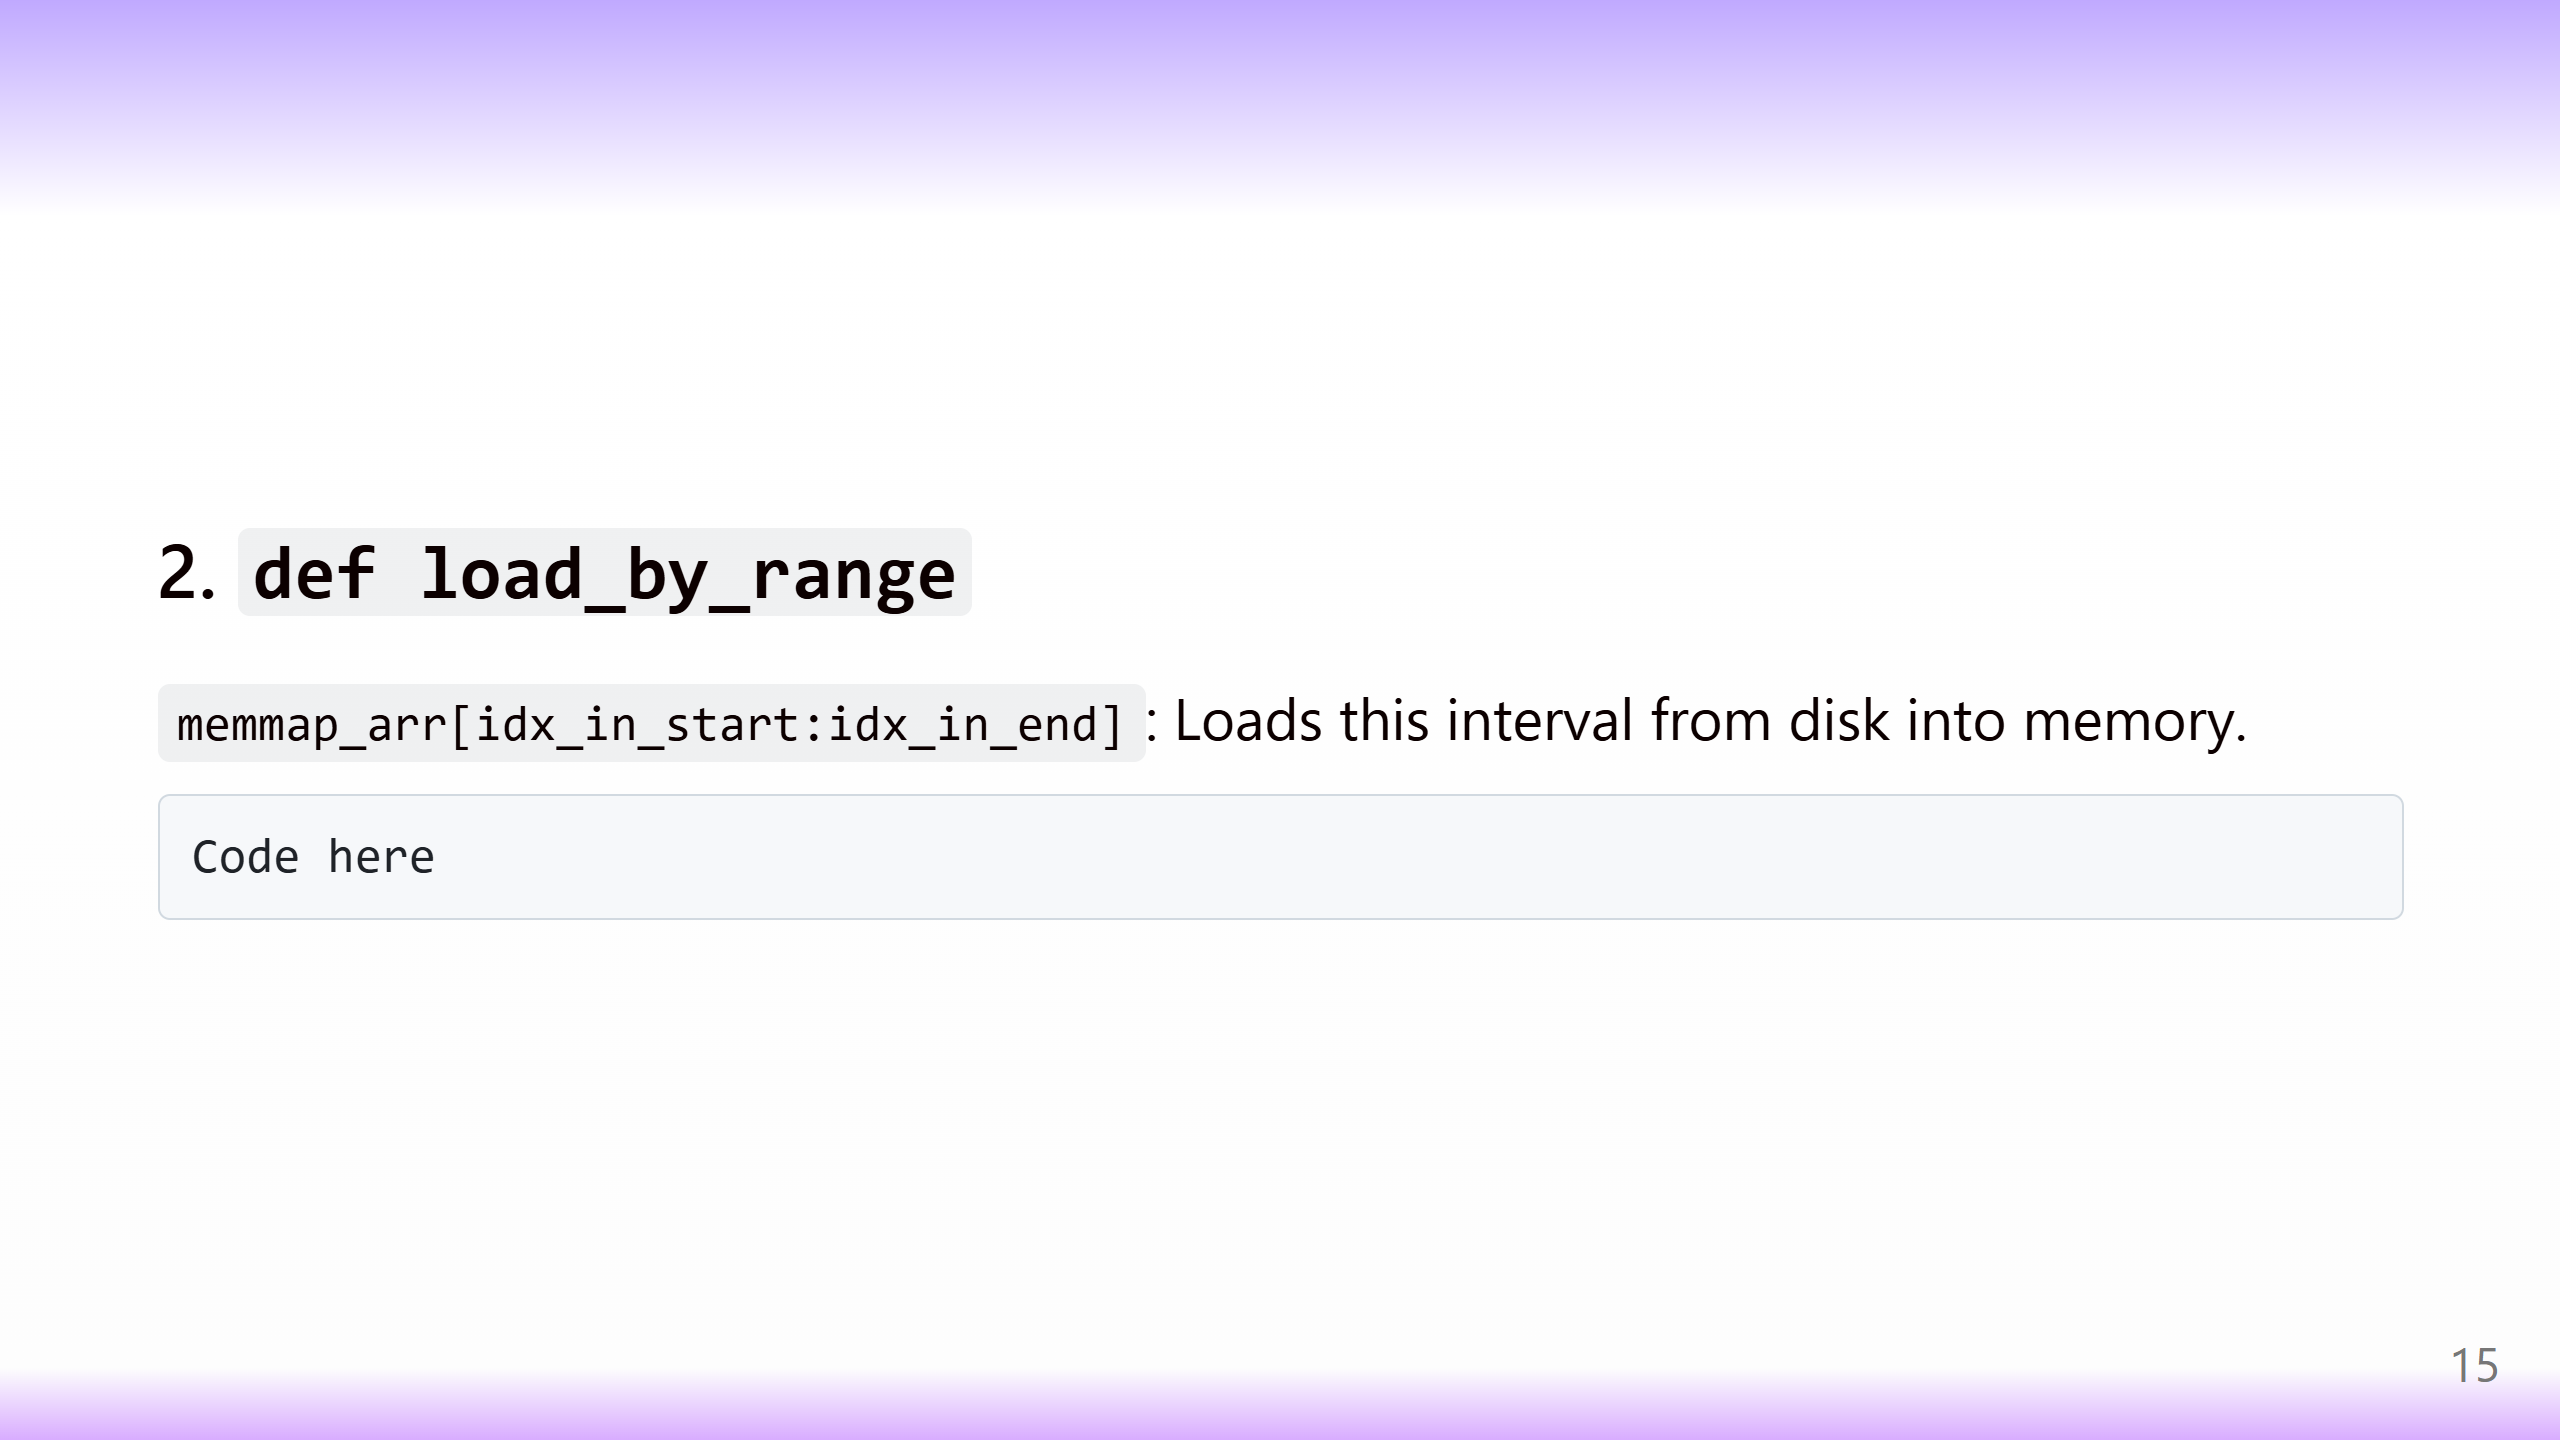 2. def load_by_range
memmap_arr[idx_in_start:idx_in_end]: Loads this interval from disk into memory.
Code here
15